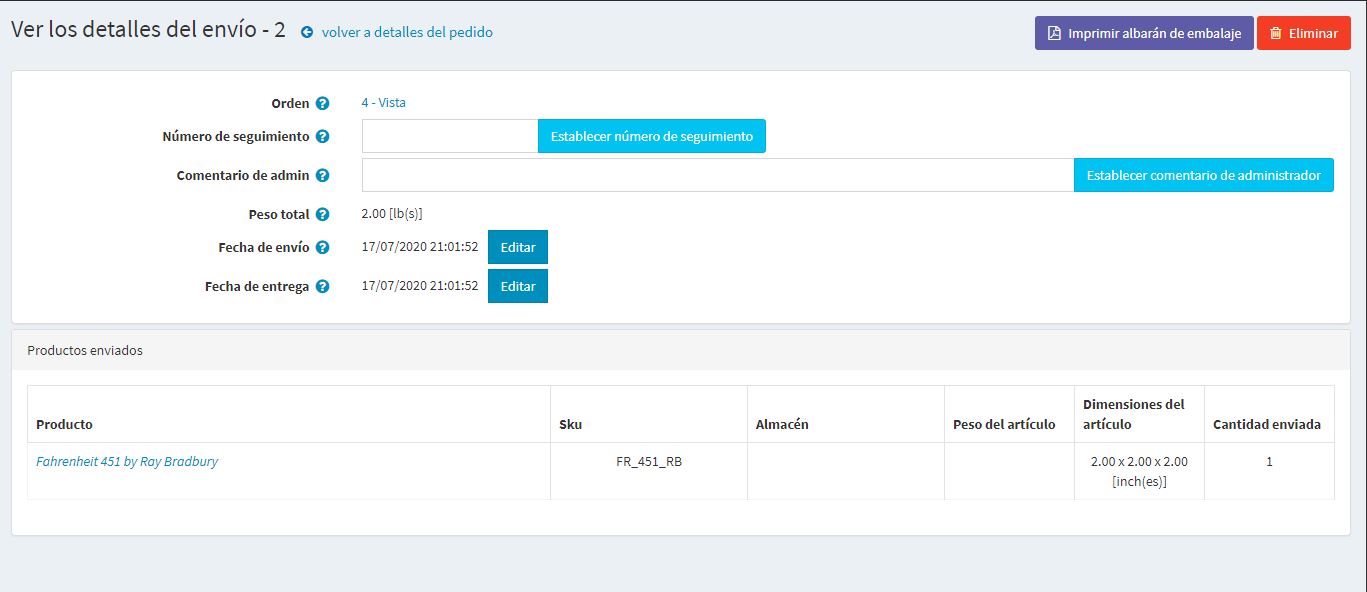 Ver los detalles del envío - 2 volver a detalles del pedido
Imprimir albarán de embalaje Eliminar
Orden 4 - Vista
Número de seguimiento Establecer número de seguimiento
Comentario de admin Establecer comentario de administrador
Peso total 2.00 [lb(s)]
Fecha de envío 17/07/2020 21:01:52 Editar
Fecha de entrega 17/07/2020 21:01:52 Editar
Productos enviados
Producto Sku Almacén Peso del artículo Dimensiones del artículo Cantidad enviada
Fahrenheit 451 by Ray Bradbury FR_451_RB 2.00 x 2.00 x 2.00 [inch(es)] 1